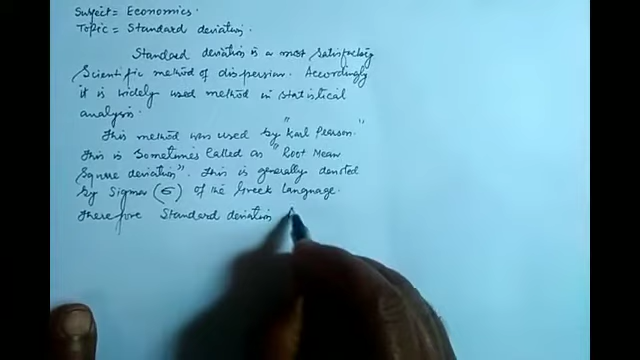 Subject = Economics.
Topic = Standard deviation.
Standard deviation is a most satisfactory
Scientific method of dispersion. Accordingly
it is widely used method in statistical
analysis.
This method was used by "Karl Pearson."
This is Sometimes called as "Root Mean
Square deviation". This is generally denoted
by Sigma (σ) of the Greek language.
Therefore Standard deviation